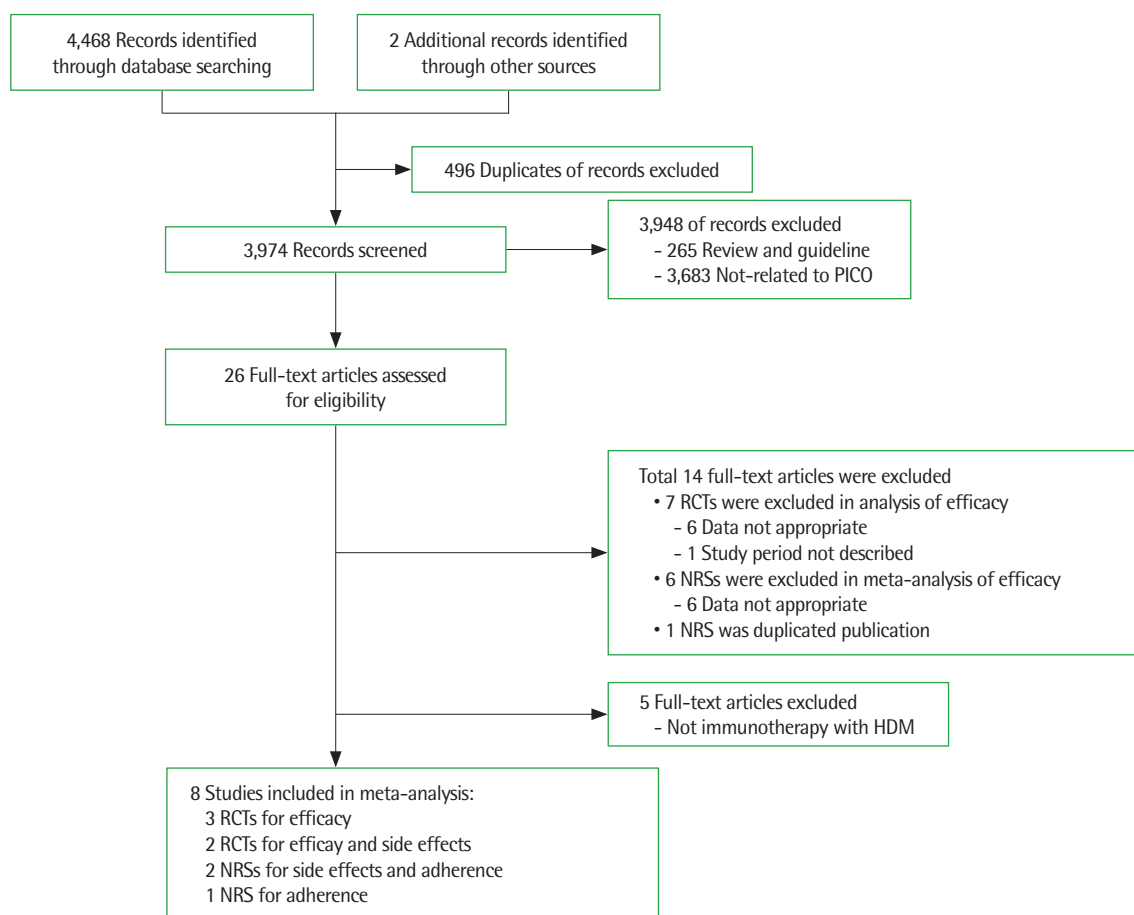 4,468 Records identified
through database searching
2 Additional records identified
through other sources
496 Duplicates of records excluded
3,974 Records screened
3,948 of records excluded
- 265 Review and guideline
- 3,683 Not-related to PICO
26 Full-text articles assessed
for eligibility
Total 14 full-text articles were excluded
• 7 RCTs were excluded in analysis of efficacy
- 6 Data not appropriate
- 1 Study period not described
• 6 NRSs were excluded in meta-analysis of efficacy
- 6 Data not appropriate
• 1 NRS was duplicated publication
5 Full-text articles excluded
- Not immunotherapy with HDM
8 Studies included in meta-analysis:
3 RCTs for efficacy
2 RCTs for efficay and side effects
2 NRSs for side effects and adherence
1 NRS for adherence